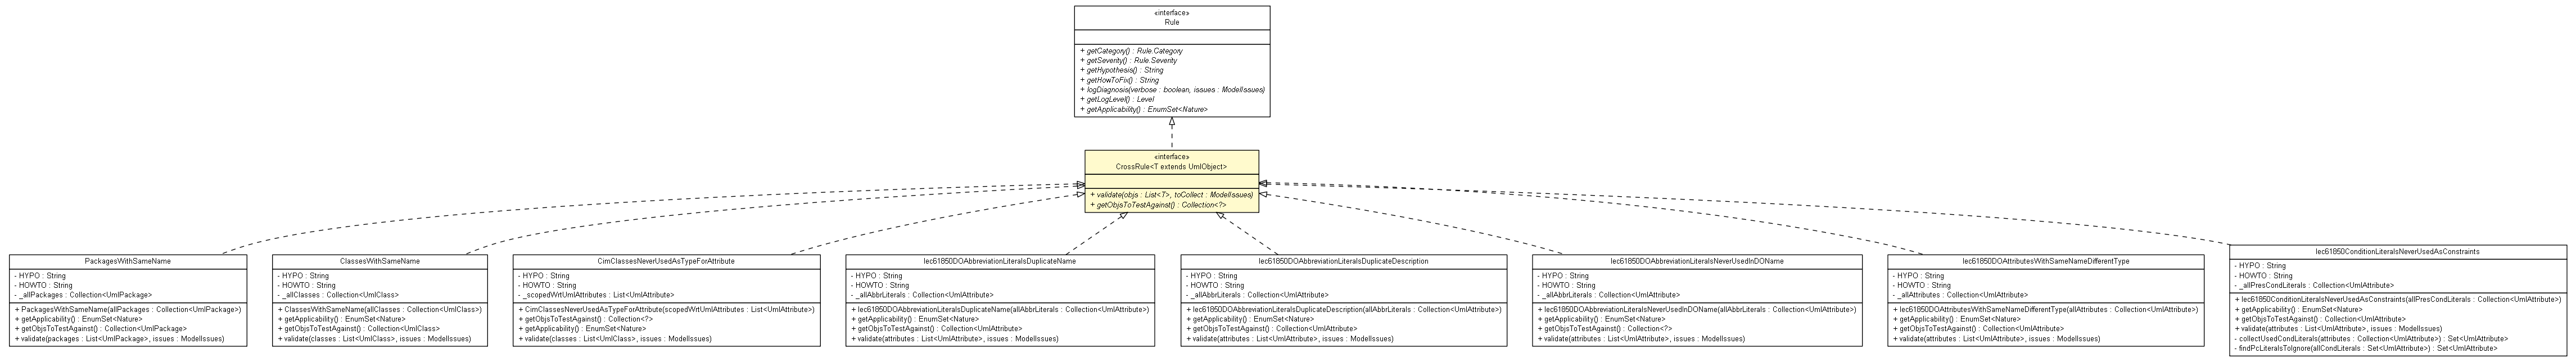 «interface»
Rule
+ getCategory() : Rule.Category
+ getSeverity() : Rule.Severity
+ getHypothesis() : String
+ getHowToFix() : String
+ logDiagnosis(verbose : boolean, issues : ModelIssues)
+ getLogLevel() : Level
+ getApplicability() : EnumSet<Nature>
«interface»
CrossRule<T extends UmlObject>
+ validate(objs : List<T>, toCollect : ModelIssues)
+ getObjsToTestAgainst() : Collection<?>
PackagesWithSameName
- HYPO : String
- HOWTO : String
- _allPackages : Collection<UmlPackage>
+ PackagesWithSameName(allPackages : Collection<UmlPackage>)
+ getApplicability() : EnumSet<Nature>
+ getObjsToTestAgainst() : Collection<UmlPackage>
+ validate(packages : List<UmlPackage>, issues : ModelIssues)
ClassesWithSameName
- HYPO : String
- HOWTO : String
- _allClasses : Collection<UmlClass>
+ ClassesWithSameName(allClasses : Collection<UmlClass>)
+ getApplicability() : EnumSet<Nature>
+ getObjsToTestAgainst() : Collection<UmlClass>
+ validate(classes : List<UmlClass>, issues : ModelIssues)
CimClassesNeverUsedAsTypeForAttribute
- HYPO : String
- HOWTO : String
- _scopedWrtUmlAttributes : List<UmlAttribute>
+ CimClassesNeverUsedAsTypeForAttribute(scopedWrtUmlAttributes : List<UmlAttribute>)
+ getObjsToTestAgainst() : Collection<?>
+ getApplicability() : EnumSet<Nature>
+ validate(classes : List<UmlClass>, issues : ModelIssues)
Iec61850DOAbbreviationLiteralsDuplicateName
- HYPO : String
- HOWTO : String
- _allAbbrLiterals : Collection<UmlAttribute>
+ Iec61850DOAbbreviationLiteralsDuplicateName(allAbbrLiterals : Collection<UmlAttribute>)
+ getApplicability() : EnumSet<Nature>
+ getObjsToTestAgainst() : Collection<UmlAttribute>
+ validate(attributes : List<UmlAttribute>, issues : ModelIssues)
Iec61850DOAbbreviationLiteralsDuplicateDescription
- HYPO : String
- HOWTO : String
- _allAbbrLiterals : Collection<UmlAttribute>
+ Iec61850DOAbbreviationLiteralsDuplicateDescription(allAbbrLiterals : Collection<UmlAttribute>)
+ getApplicability() : EnumSet<Nature>
+ getObjsToTestAgainst() : Collection<UmlAttribute>
+ validate(attributes : List<UmlAttribute>, issues : ModelIssues)
Iec61850DOAbbreviationLiteralsNeverUsedInDOName
- HYPO : String
- HOWTO : String
- _allAbbrLiterals : Collection<UmlAttribute>
+ Iec61850DOAbbreviationLiteralsNeverUsedInDOName(allAbbrLiterals : Collection<UmlAttribute>)
+ getApplicability() : EnumSet<Nature>
+ getObjsToTestAgainst() : Collection<?>
+ validate(attributes : List<UmlAttribute>, issues : ModelIssues)
Iec61850DOAttributesWithSameNameDifferentType
- HYPO : String
- HOWTO : String
- _allAttributes : Collection<UmlAttribute>
+ Iec61850DOAttributesWithSameNameDifferentType(allAttributes : Collection<UmlAttribute>)
+ getApplicability() : EnumSet<Nature>
+ getObjsToTestAgainst() : Collection<UmlAttribute>
+ validate(attributes : List<UmlAttribute>, issues : ModelIssues)
Iec61850ConditionLiteralsNeverUsedAsConstraints
- HYPO : String
- HOWTO : String
- _allPresCondLiterals : Collection<UmlAttribute>
+ Iec61850ConditionLiteralsNeverUsedAsConstraints(allPresCondLiterals : Collection<UmlAttribute>)
+ getApplicability() : EnumSet<Nature>
+ getObjsToTestAgainst() : Collection<UmlAttribute>
+ validate(attributes : List<UmlAttribute>, issues : ModelIssues)
- collectUsedCondLiterals(attributes : Collection<UmlAttribute>) : Set<UmlAttribute>
- findPcLiteralsToIgnore(allCondLiterals : Set<UmlAttribute>) : Set<UmlAttribute>